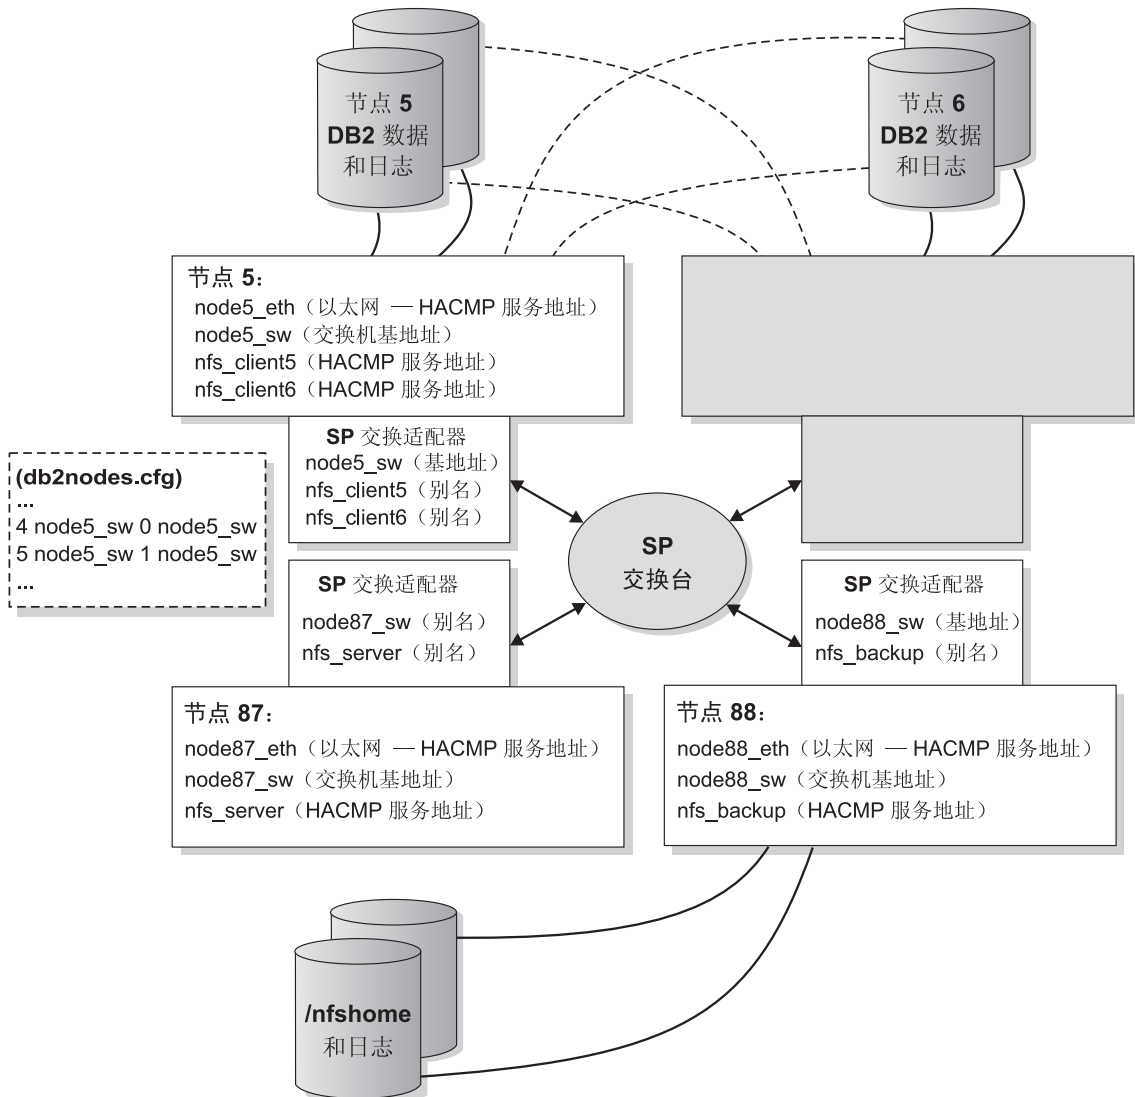 节点 5
DB2 数据
和日志
节点 6
DB2 数据
和日志
节点 5：
node5_eth（以太网 — HACMP 服务地址）
node5_sw（交换机基地址）
nfs_client5（HACMP 服务地址）
nfs_client6（HACMP 服务地址）
SP 交换适配器
node5_sw（基地址）
nfs_client5（别名）
nfs_client6（别名）
(db2nodes.cfg)
...
4 node5_sw 0 node5_sw
5 node5_sw 1 node5_sw
...
SP
交换台
SP 交换适配器
node87_sw（别名）
nfs_server（别名）
SP 交换适配器
node88_sw（基地址）
nfs_backup（别名）
节点 87：
node87_eth（以太网 — HACMP 服务地址）
node87_sw（交换机基地址）
nfs_server（HACMP 服务地址）
节点 88：
node88_eth（以太网 — HACMP 服务地址）
node88_sw（交换机基地址）
nfs_backup（HACMP 服务地址）
/nfshome
和日志